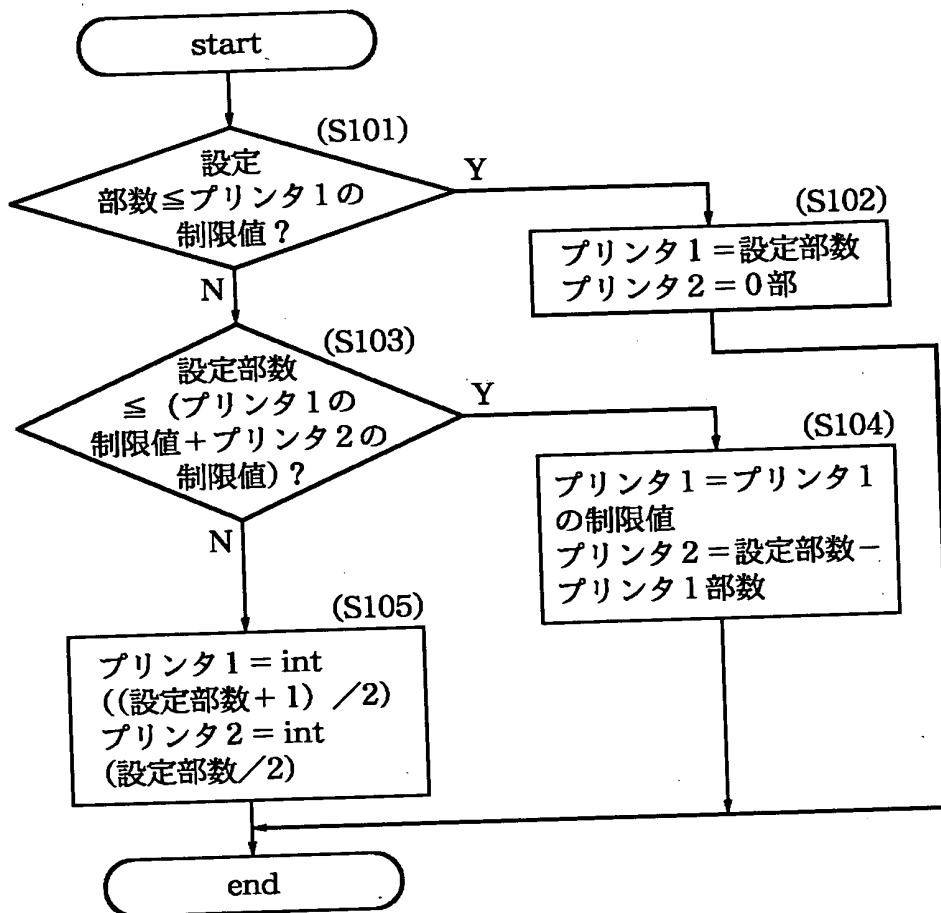 start
(S101)
設定
部数≦プリンタ1の
制限値？
Y
N
(S102)
プリンタ1＝設定部数
プリンタ2＝0部
(S103)
設定部数
≦（プリンタ1の
制限値＋プリンタ2の
制限値）？
Y
N
(S104)
プリンタ1＝プリンタ1
の制限値
プリンタ2＝設定部数−
プリンタ1部数
(S105)
プリンタ1＝int
((設定部数＋1）／2)
プリンタ2＝int
(設定部数／2)
end